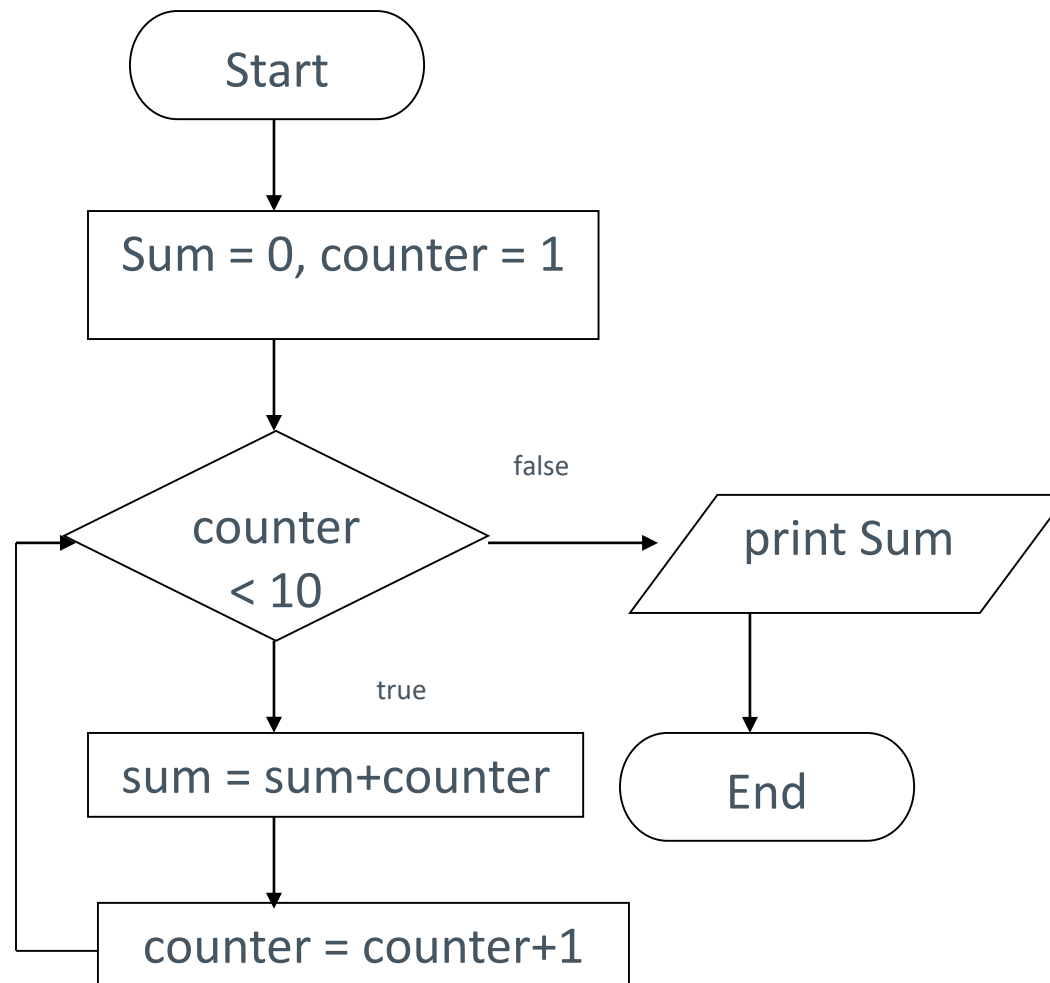 Start
Sum = 0, counter = 1
false
counter
< 10
print Sum
true
sum = sum+counter
End
counter = counter+1